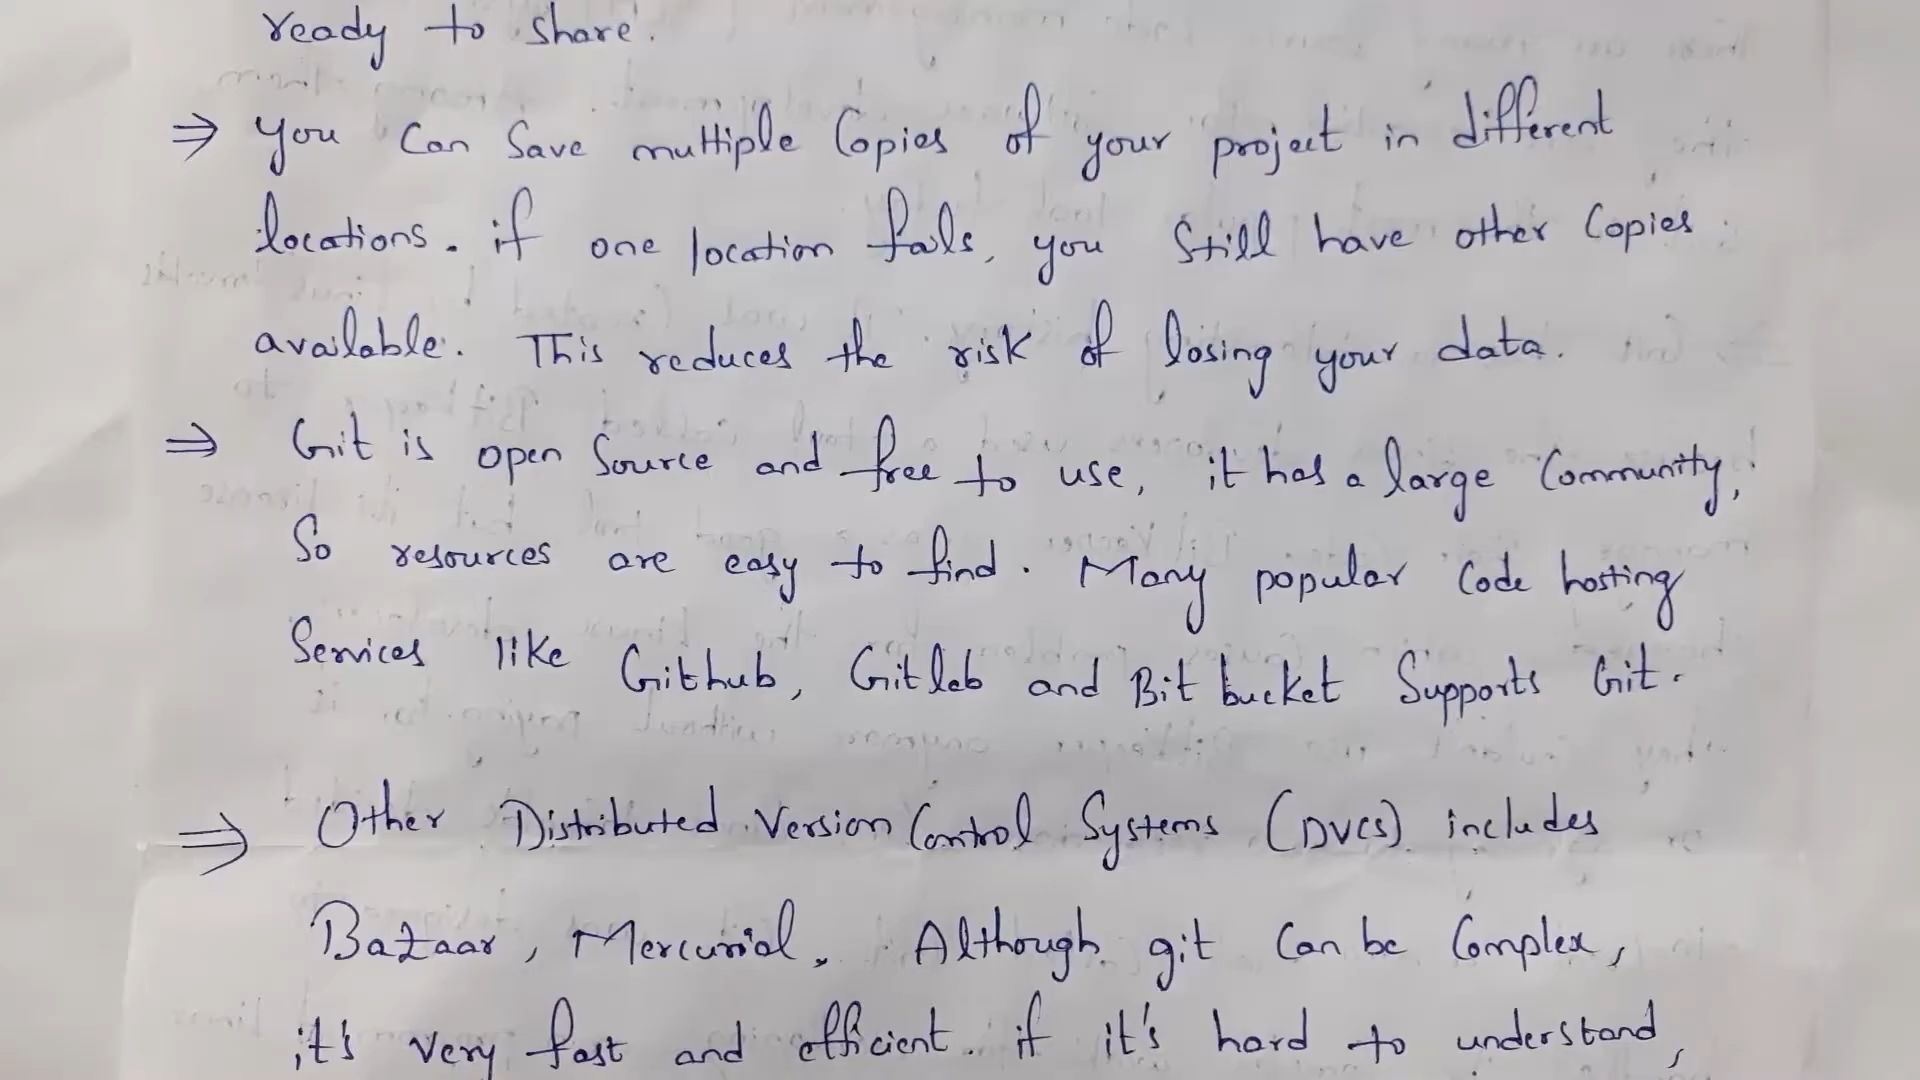 ready to share.
⇒ you can save multiple copies of your project in different
locations. if one location fails, you still have other copies
available. This reduces the risk of losing your data.
⇒ Git is open source and free to use, it has a large community,
So resources are easy to find. Many popular code hosting
Services like Github, Gitlab and Bitbucket Supports Git.
⇒ Other Distributed Version Control Systems (DVCS) includes
Bazaar, Mercurial. Although git can be complex,
it's very fast and efficient. if it's hard to understand,